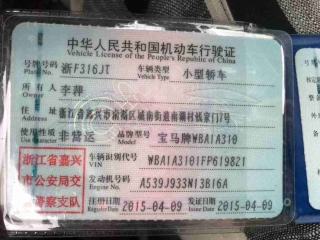 中华人民共和国机动车行驶证
Vehicle License of the People's Republic of China
号牌号码 浙F316JT 车辆类型 小型轿车
Plate No. Vehicle Type
所有人 李萍
Owner
住址 浙江省嘉兴市南湖区城南街道南
Address
使用性质 非营运 品牌型号 宝马牌WBA1A310
Use Character Model
浙江省嘉兴
市公安局交
警察支队
车辆识别代号 WBA1A3101FP619821
VIN
发动机号码 A539J933N13B16A
Engine No.
注册日期 2015-04-09 发证日期 2015-04-09
Register Date Issue Date